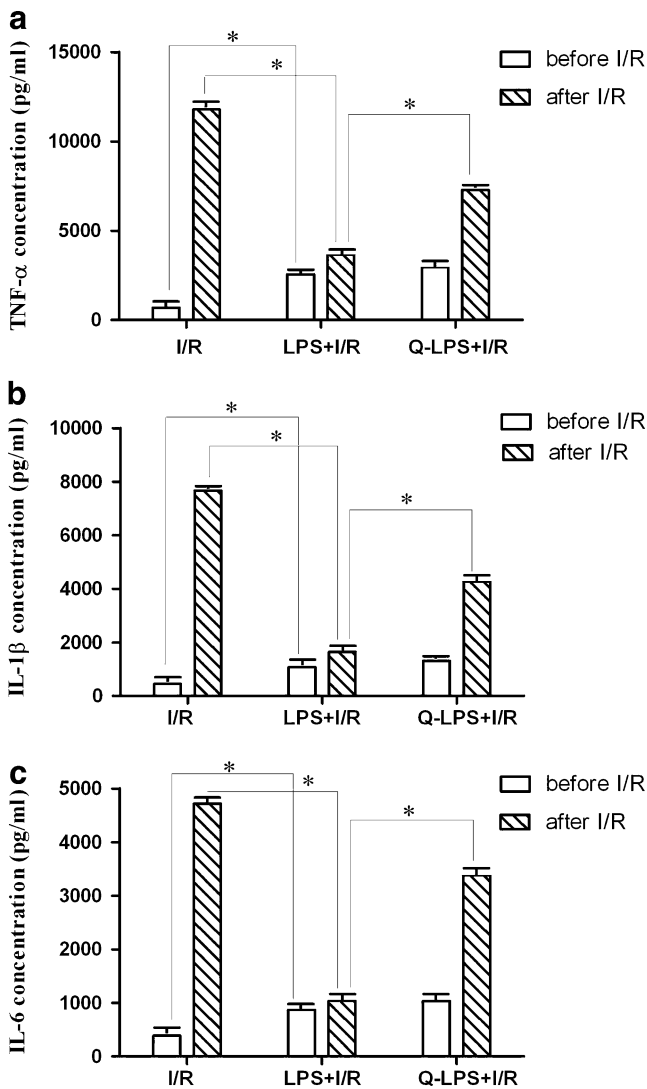 a
TNF-α concentration (pg/ml)
15000
10000
5000
0
*
*
*
before I/R
after I/R
I/R
LPS+I/R
Q-LPS+I/R
b
IL-1β concentration (pg/ml)
10000
8000
6000
4000
2000
0
*
*
*
before I/R
after I/R
I/R
LPS+I/R
Q-LPS+I/R
c
IL-6 concentration (pg/ml)
5000
4000
3000
2000
1000
0
*
*
*
before I/R
after I/R
I/R
LPS+I/R
Q-LPS+I/R